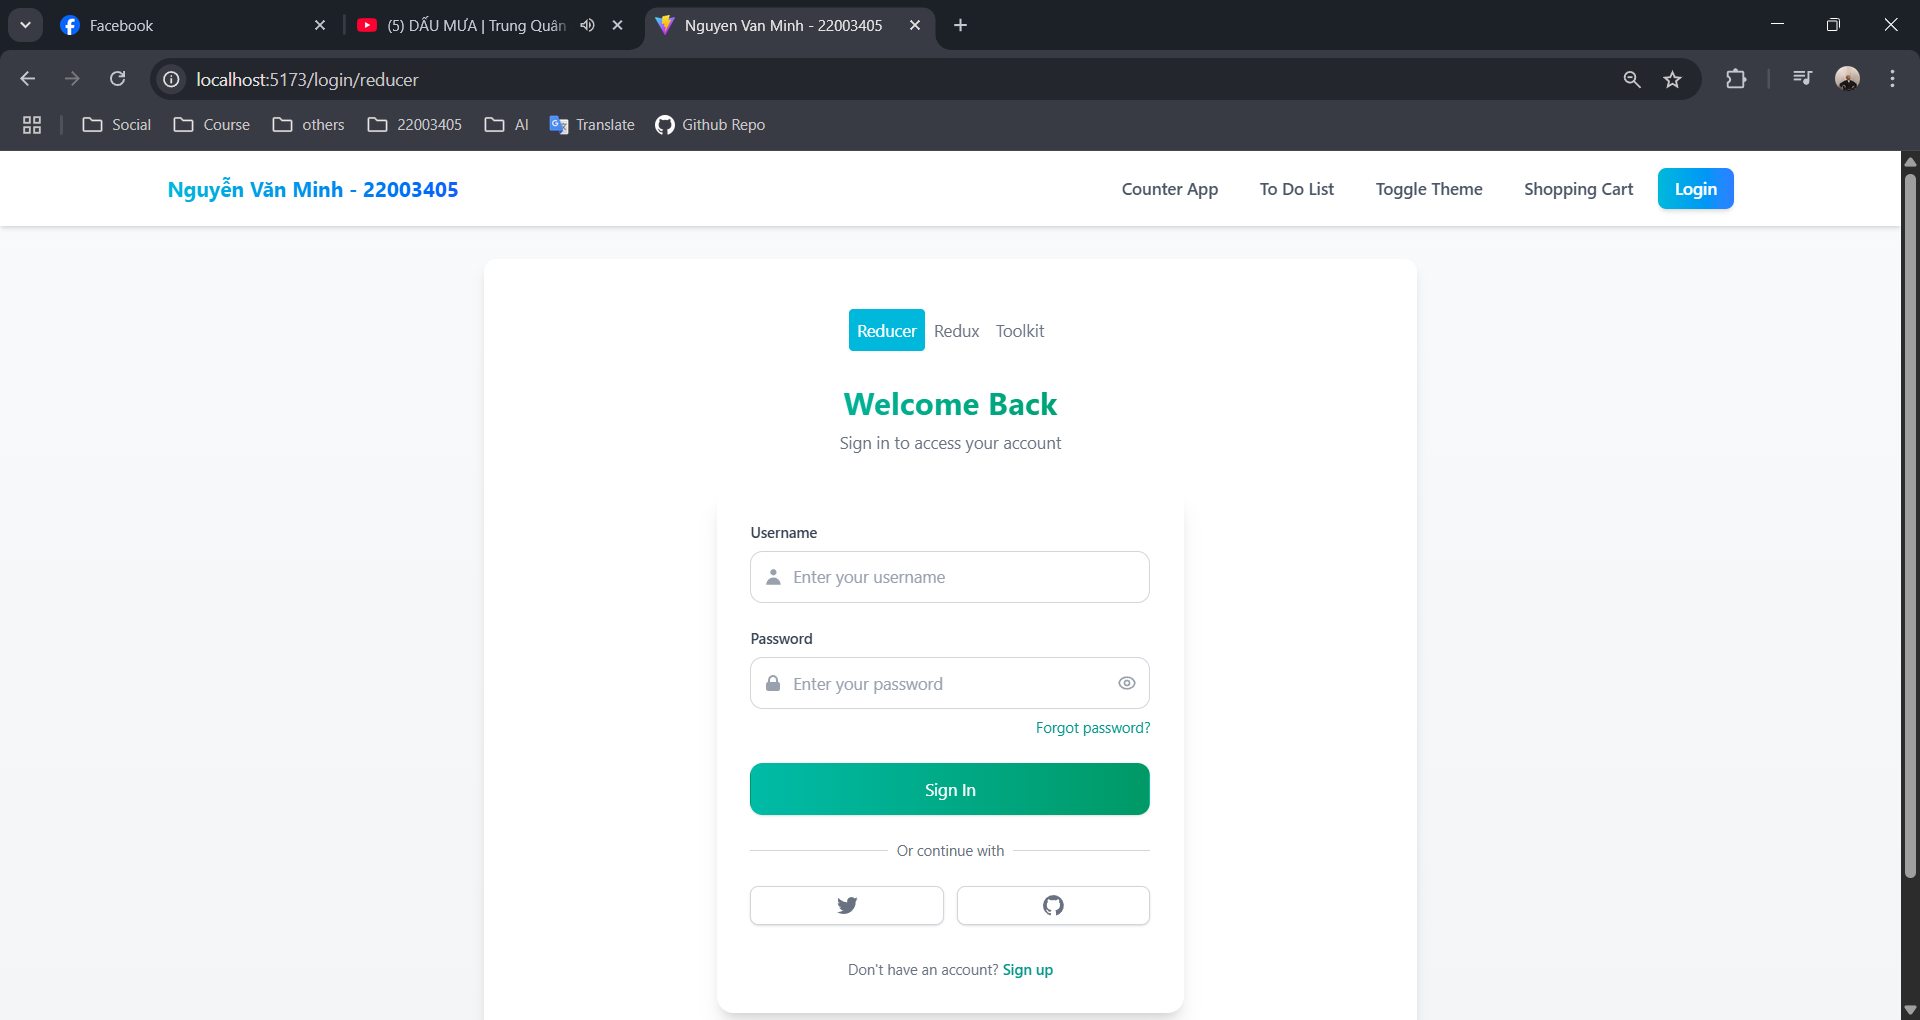 Facebook
(5) DẤU MƯA | Trung Quân
Nguyen Van Minh - 22003405
localhost:5173/login/reducer
Social
Course
others
22003405
AI
Translate
Github Repo
Nguyễn Văn Minh - 22003405
Counter App
To Do List
Toggle Theme
Shopping Cart
Login
Reducer
Redux
Toolkit
Welcome Back
Sign in to access your account
Username
Enter your username
Password
Enter your password
Forgot password?
Sign In
Or continue with
Don't have an account? Sign up